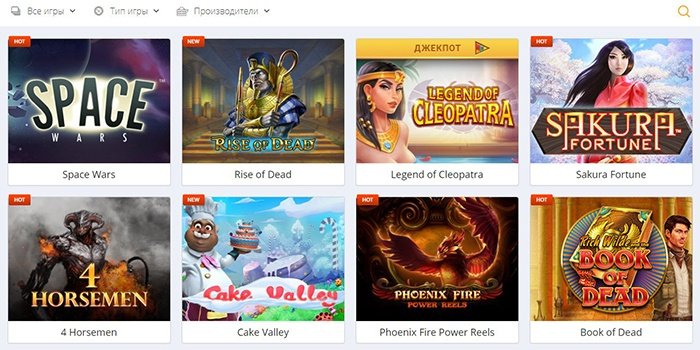 Все игры
Тип игры
Производители
HOT
SPACE
WARS
TM
Space Wars
NEW
RISE OF DEAD
Rise of Dead
ДЖЕКПОТ
LEGEND OF
CLEOPATRA
Legend of Cleopatra
HOT
SAKURA
FORTUNE
TM
Sakura Fortune
HOT
4
HORSEMEN
4 Horsemen
NEW
Cake Valley
Cake Valley
HOT
PHOENIX FIRE
POWER REELS
Phoenix Fire Power Reels
HOT
Rich Wilde and the
BOOK
OF
DEAD
Book of Dead